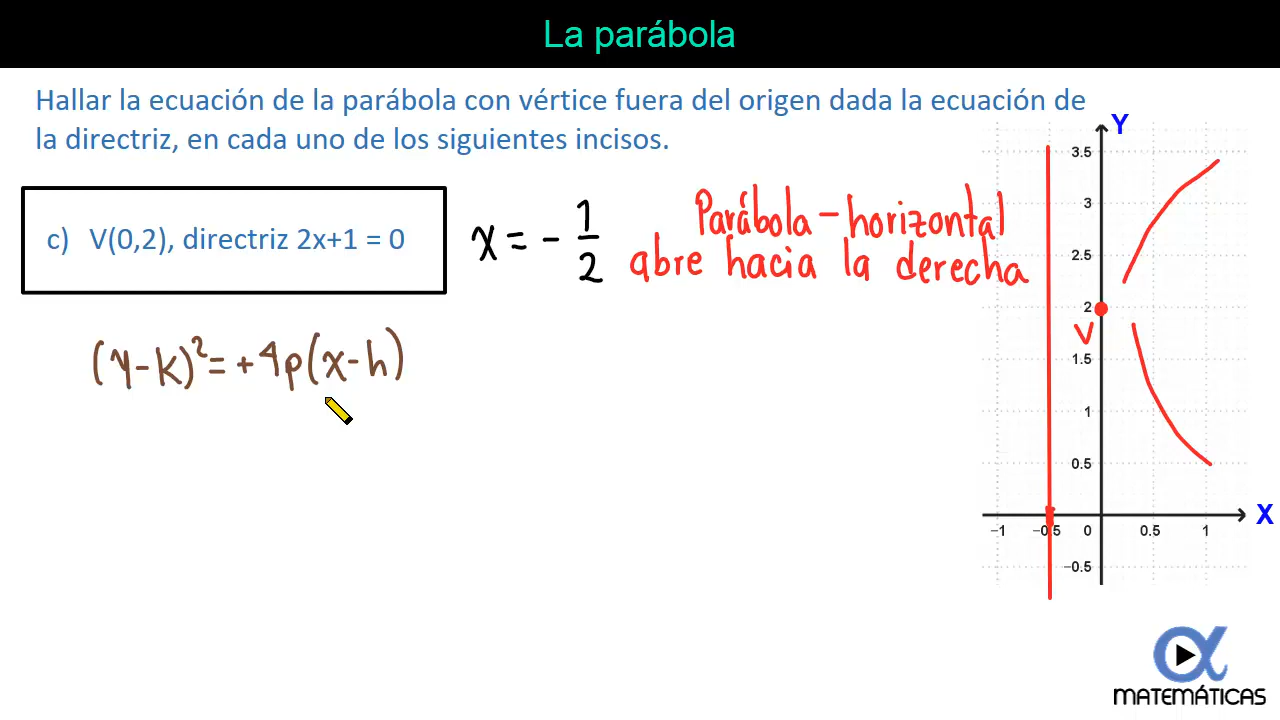 La parábola
Hallar la ecuación de la parábola con vértice fuera del origen dada la ecuación de
la directriz, en cada uno de los siguientes incisos.
c) V(0,2), directriz 2x+1 = 0
x = - 1/2
Parábola - horizontal
abre hacia la derecha
(y-k)² = +4p(x-h)
Y
3.5
3
2.5
2
V
1.5
1
0.5
X
−1 −0.5 0 0.5 1
−0.5
MATEMÁTICAS